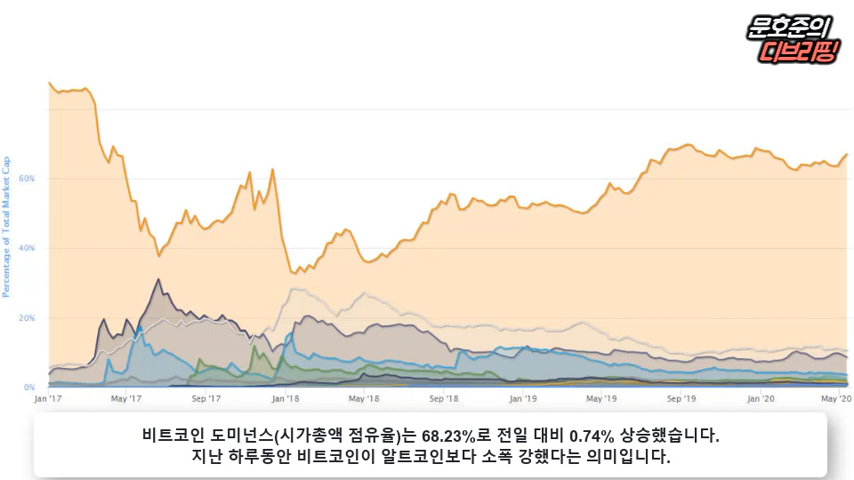 문호준의
디브리핑
Percentage of Total Market Cap
60%
40%
20%
0%
Jan '17
May '17
Sep '17
Jan '18
May '18
Sep '18
Jan '19
May '19
Sep '19
Jan '20
May '20
비트코인 도미넌스(시가총액 점유율)는 68.23%로 전일 대비 0.74% 상승했습니다.
지난 하루동안 비트코인이 알트코인보다 소폭 강했다는 의미입니다.